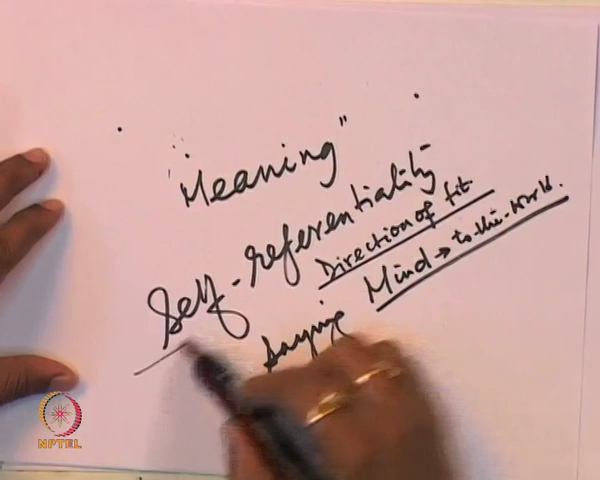 "Meaning"
Self-referentiality
Direction of fit
Mind → to-the-World.
Saying
NPTEL